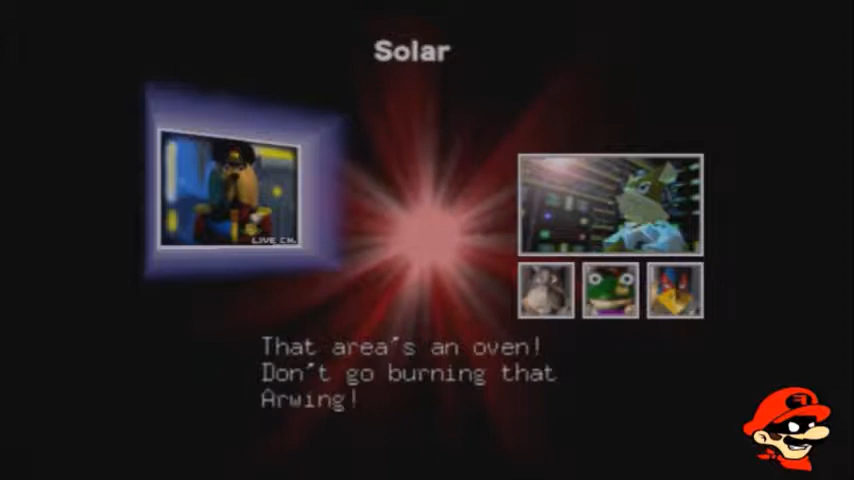 Solar
LIVE CH.
That area's an oven!
Don't go burning that
Arwing!